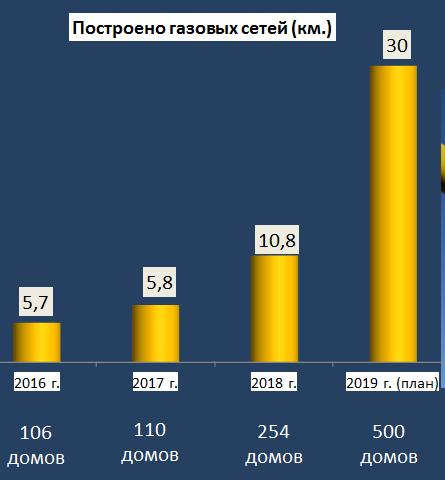 Построено газовых сетей (км.)
30
10,8
5,8
5,7
2016 г. 2017 г. 2018 г. 2019 г. (план)
106 110 254 500
домов домов домов домов